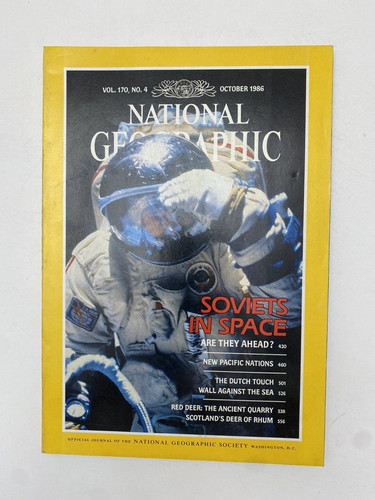 VOL. 170, NO. 4 OCTOBER 1986
NATIONAL
GEOGRAPHIC
SOVIETS
IN SPACE
ARE THEY AHEAD? 420
NEW PACIFIC NATIONS 460
THE DUTCH TOUCH 501
WALL AGAINST THE SEA 526
RED DEER: THE ANCIENT QUARRY 538
SCOTLAND'S DEER OF RHUM 556
OFFICIAL JOURNAL OF THE NATIONAL GEOGRAPHIC SOCIETY WASHINGTON, D.C.